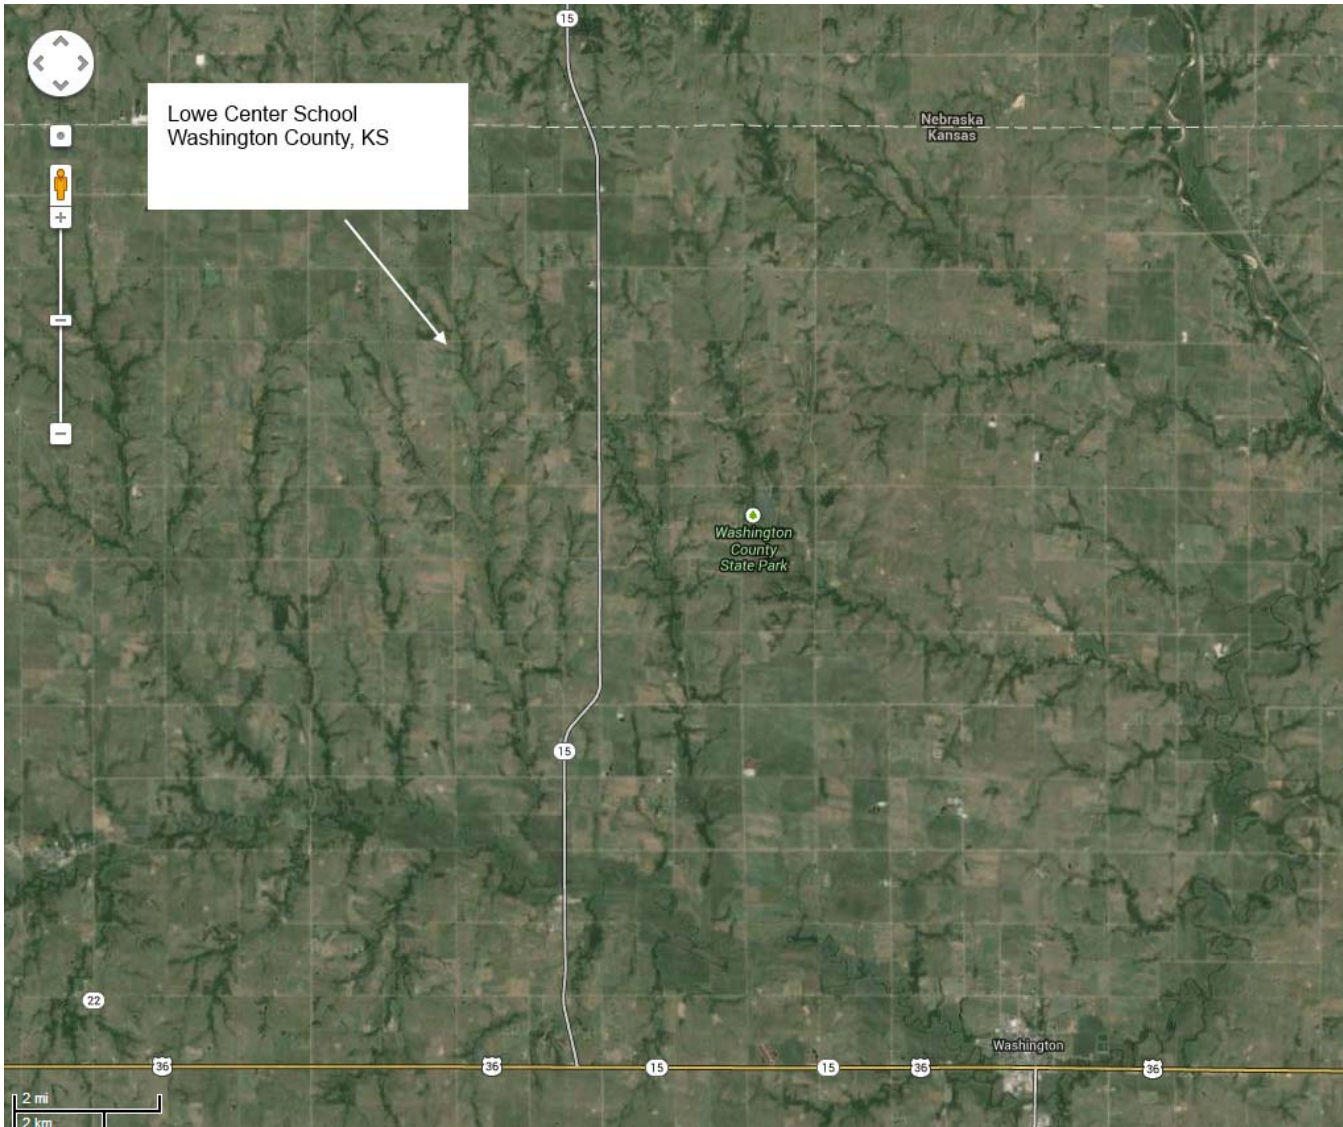 15
Lowe Center School
Washington County, KS
Nebraska
Kansas
Washington
County
State Park
15
22
Washington
36
36
15
15
36
36
2 mi
2 km